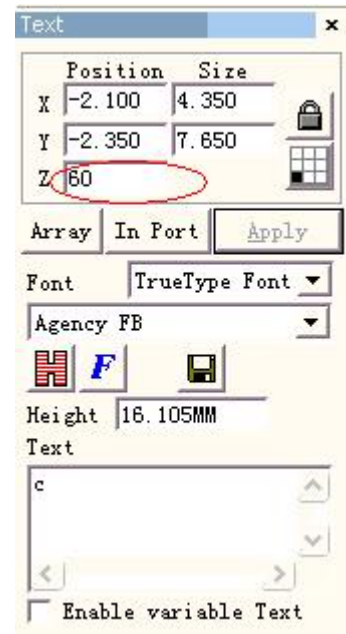 Text
Position Size
X -2.100 4.350
Y -2.350 7.650
Z 60
Array In Port Apply
Font TrueType Font
Agency FB
H F
Height 16.105MM
Text
c
Enable variable Text